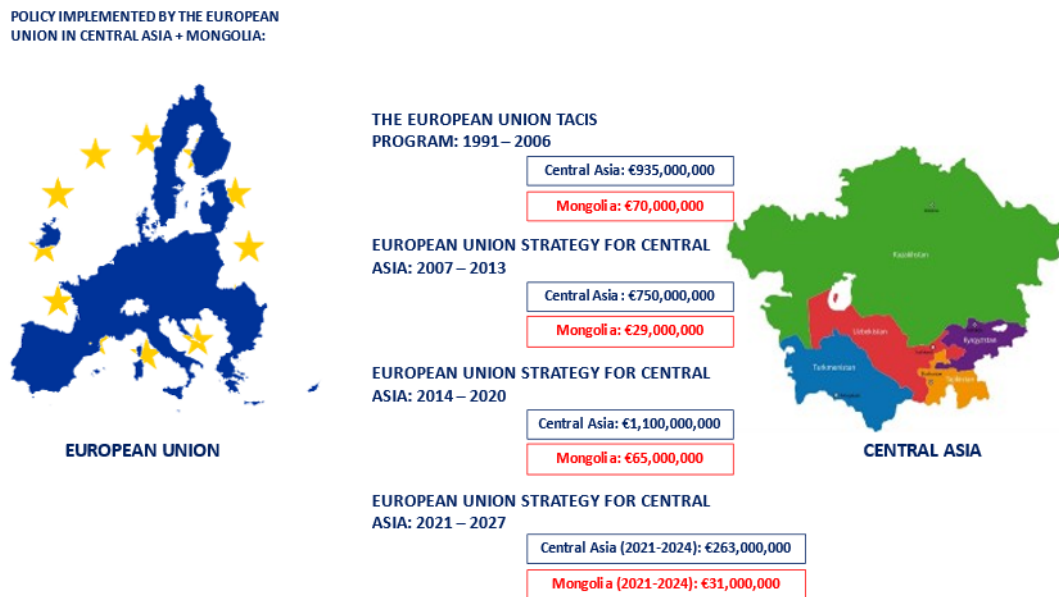 POLICY IMPLEMENTED BY THE EUROPEAN
UNION IN CENTRAL ASIA + MONGOLIA:
THE EUROPEAN UNION TACIS
PROGRAM: 1991 – 2006
Central Asia: €935,000,000
Mongolia: €70,000,000
EUROPEAN UNION STRATEGY FOR CENTRAL
ASIA: 2007 – 2013
Central Asia : €750,000,000
Mongolia: €29,000,000
EUROPEAN UNION STRATEGY FOR CENTRAL
ASIA: 2014 – 2020
Central Asia: €1,100,000,000
Mongolia: €65,000,000
EUROPEAN UNION STRATEGY FOR CENTRAL
ASIA: 2021 – 2027
Central Asia (2021-2024): €263,000,000
Mongolia (2021-2024): €31,000,000
EUROPEAN UNION
Kazakhstan
Uzbekistan
Kyrgyzstan
Turkmenistan
Tajikistan
CENTRAL ASIA